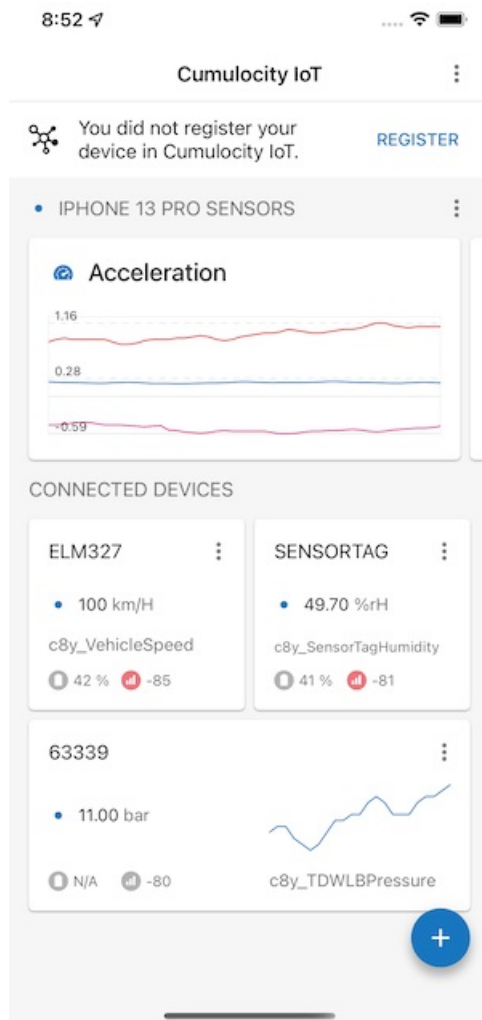 8:52
Cumulocity IoT
You did not register your
device in Cumulocity IoT.
REGISTER
IPHONE 13 PRO SENSORS
Acceleration
1.16
0.28
-0.59
CONNECTED DEVICES
ELM327
100 km/H
c8y_VehicleSpeed
42 % -85
SENSORTAG
49.70 %rH
c8y_SensorTagHumidity
41 % -81
63339
11.00 bar
N/A -80
c8y_TDWLBPressure